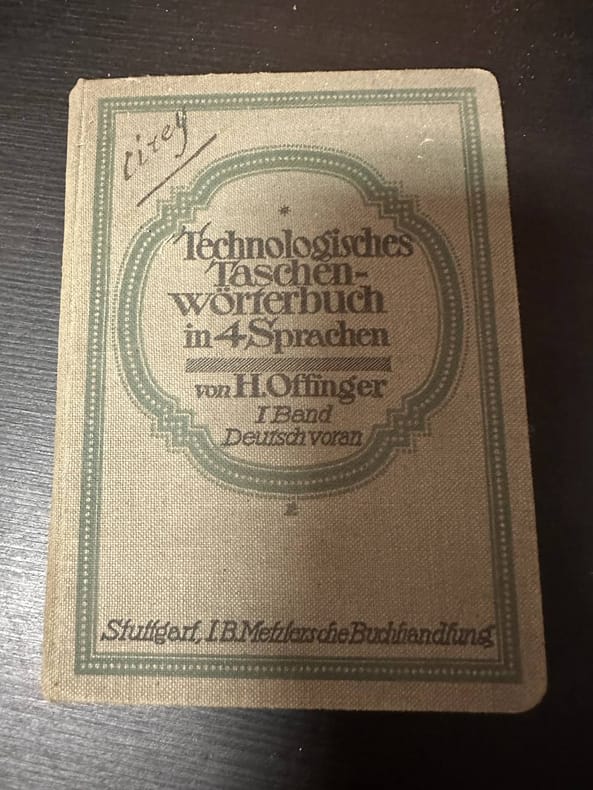 Technologisches
Taschen-
wörterbuch
in 4 Sprachen
von H. Offinger
I Band
Deutsch voran
Stuttgart, I. B. Metzlersche Buchhandlung